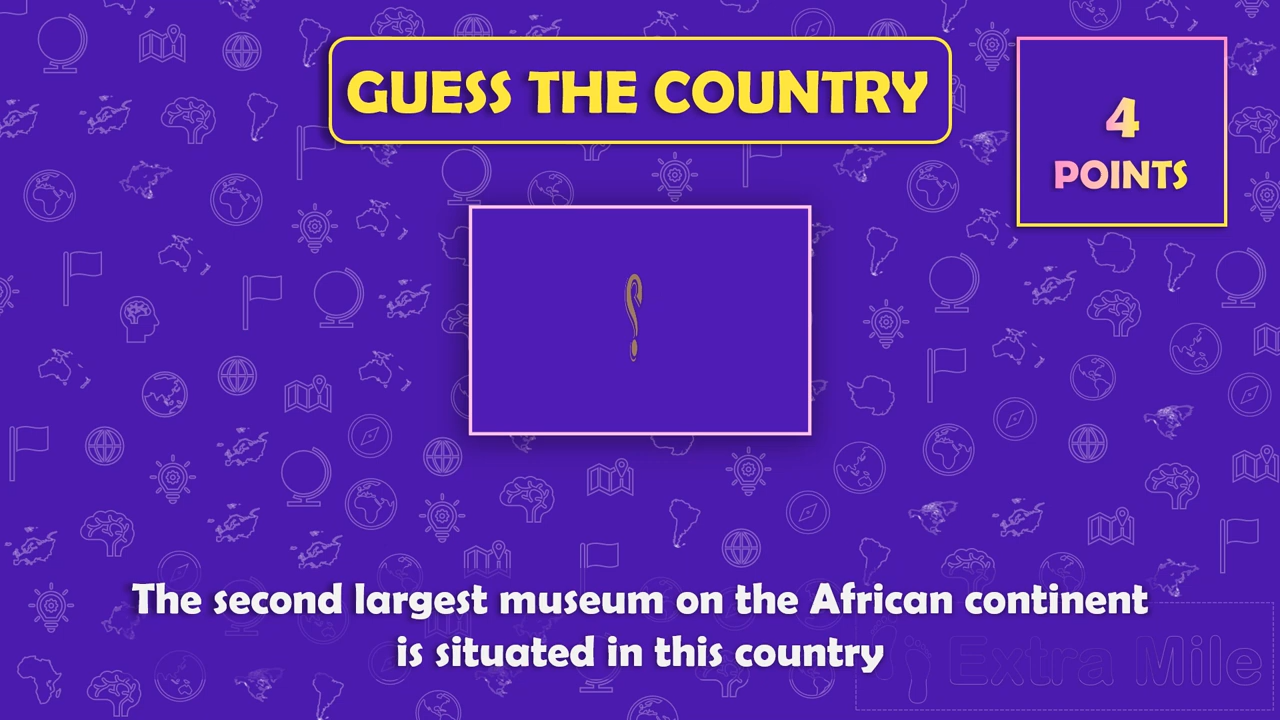 GUESS THE COUNTRY
4
POINTS
?
The second largest museum on the African continent
is situated in this country
Extra Mile